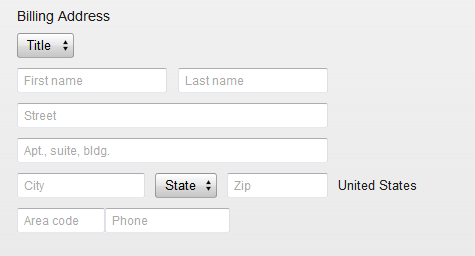 Billing Address
Title
First name Last name
Street
Apt., suite, bldg.
City State Zip United States
Area code Phone